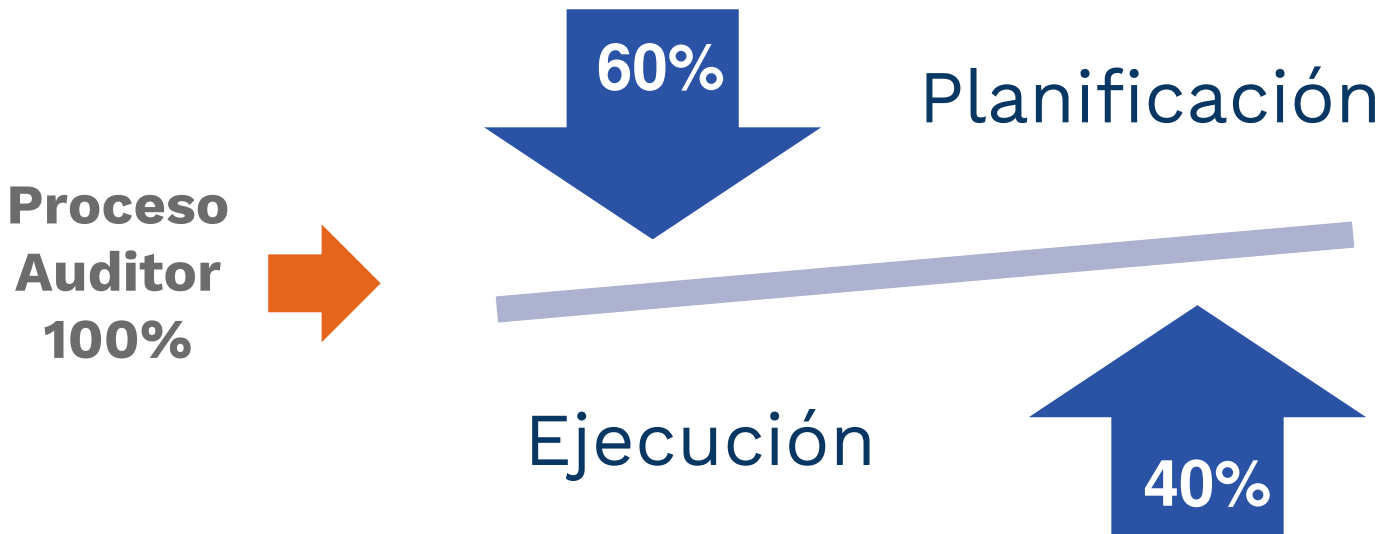 Proceso
Auditor
100%
60%
Planificación
Ejecución
40%